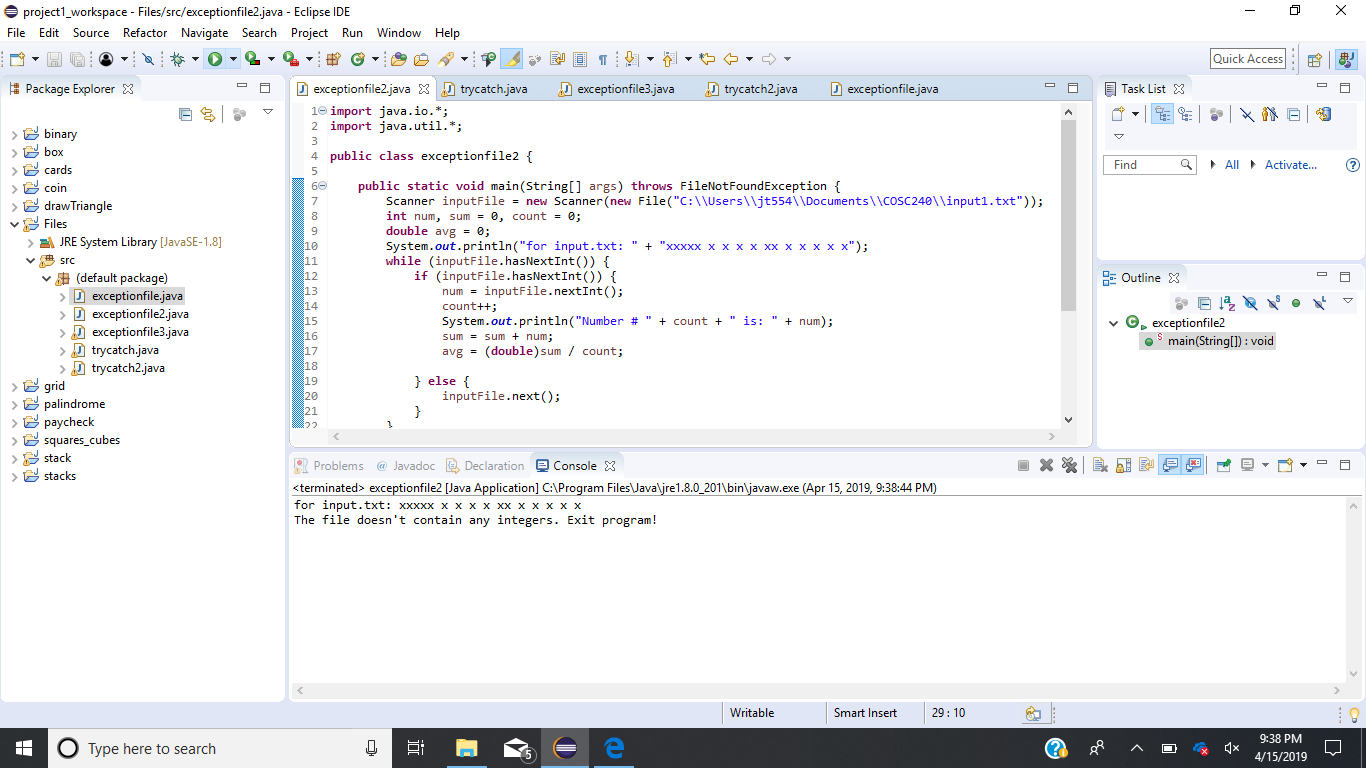 project1_workspace - Files/src/exceptionfile2.java - Eclipse IDE
File Edit Source Refactor Navigate Search Project Run Window Help
Quick Access
Package Explorer
binary
box
cards
coin
drawTriangle
Files
JRE System Library [JavaSE-1.8]
src
(default package)
exceptionfile.java
exceptionfile2.java
exceptionfile3.java
trycatch.java
trycatch2.java
grid
palindrome
paycheck
squares_cubes
stack
stacks
exceptionfile2.java trycatch.java exceptionfile3.java trycatch2.java exceptionfile.java
1 import java.io.*;
2 import java.util.*;
3
4 public class exceptionfile2 {
5
6 public static void main(String[] args) throws FileNotFoundException {
7 Scanner inputFile = new Scanner(new File("C:\\Users\\jt554\\Documents\\COSC240\\input1.txt"));
8 int num, sum = 0, count = 0;
9 double avg = 0;
10 System.out.println("for input.txt: " + "xxxxx x x x x xx x x x x x");
11 while (inputFile.hasNextInt()) {
12 if (inputFile.hasNextInt()) {
13 num = inputFile.nextInt();
14 count++;
15 System.out.println("Number # " + count + " is: " + num);
16 sum = sum + num;
17 avg = (double)sum / count;
18
19 } else {
20 inputFile.next();
21 }
22 }
Task List
Find All Activate...
Outline
exceptionfile2
main(String[]) : void
Problems Javadoc Declaration Console
<terminated> exceptionfile2 [Java Application] C:\Program Files\Java\jre1.8.0_201\bin\javaw.exe (Apr 15, 2019, 9:38:44 PM)
for input.txt: xxxxx x x x x xx x x x x x
The file doesn't contain any integers. Exit program!
Writable Smart Insert 29 : 10
Type here to search
5
9:38 PM
4/15/2019